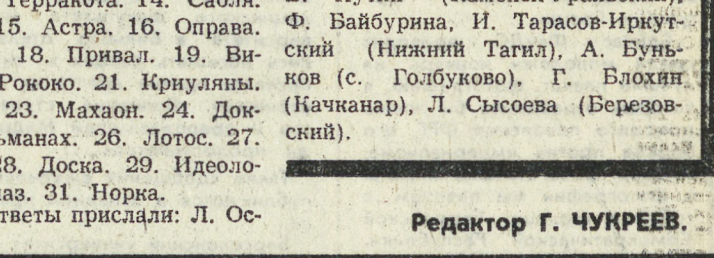 Терракота. 14. Сабля.
15. Астра. 16. Оправа.
18. Привал. 19. Ви-
Рококо. 21. Криуляны.
23. Махаон. 24. Док-
ьманах. 26. Лотос. 27.
28. Доска. 29. Идеоло-
лаз. 31. Норка.
тветы прислали: Л. Ос-
Ф. Байбурина, И. Тарасов-Иркут-
ский (Нижний Тагил), А. Бунь-
ков (с. Голбуково), Г. Блохин
(Качканар), Л. Сысоева (Березов-
ский).
Редактор Г. ЧУКРЕЕВ.